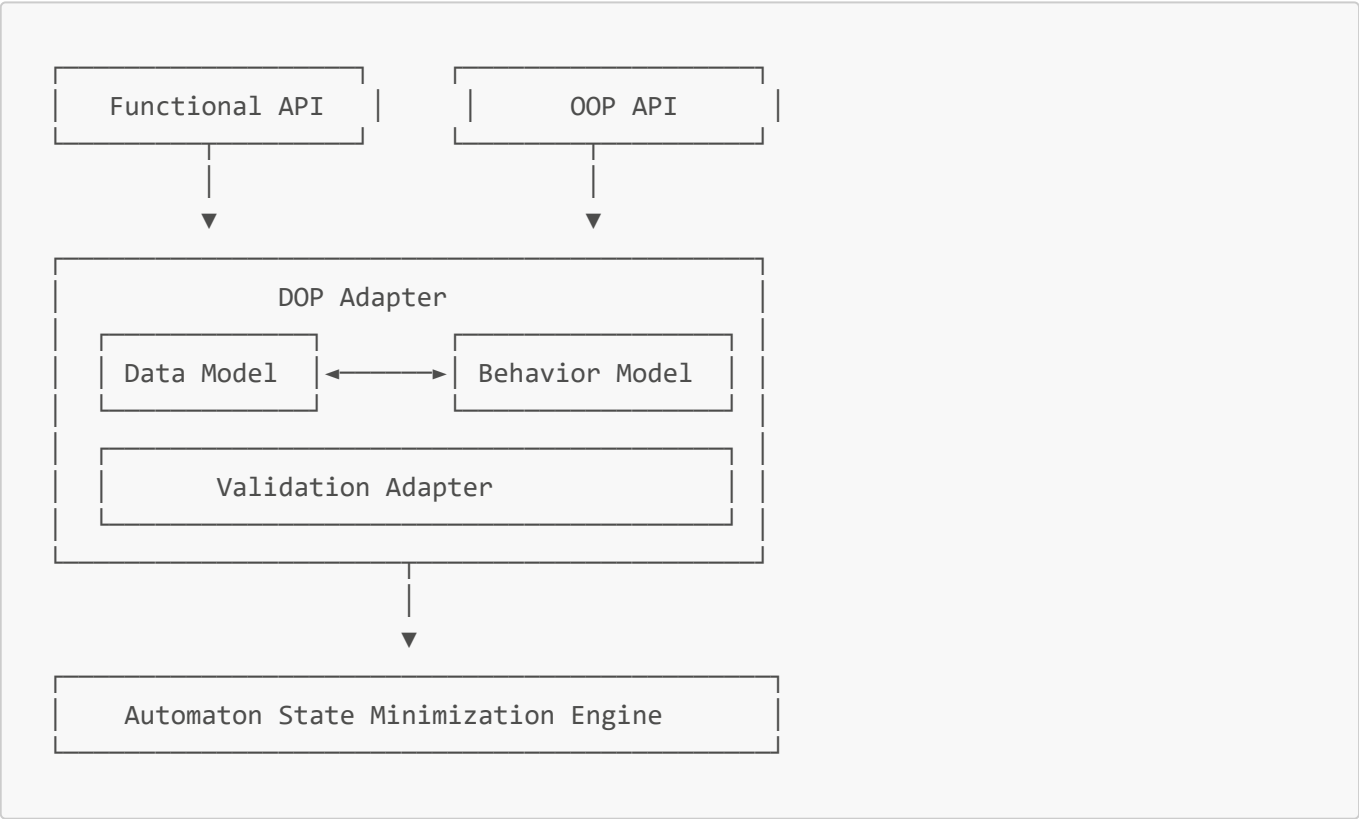 Functional API OOP API
DOP Adapter
Data Model Behavior Model
Validation Adapter
Automaton State Minimization Engine